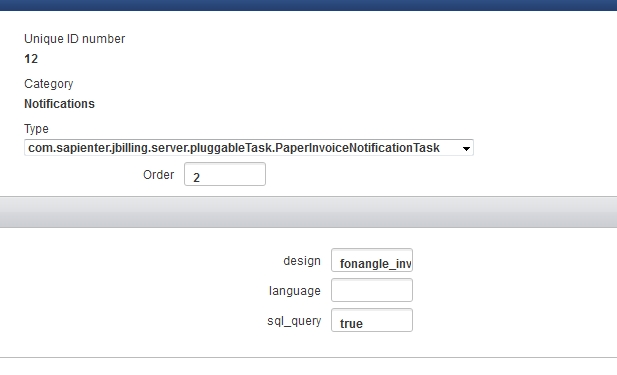 Unique ID number
12
Category
Notifications
Type
com.sapienter.jbilling.server.pluggableTask.PaperInvoiceNotificationTask
Order 2
design fonangle_inv
language
sql_query true